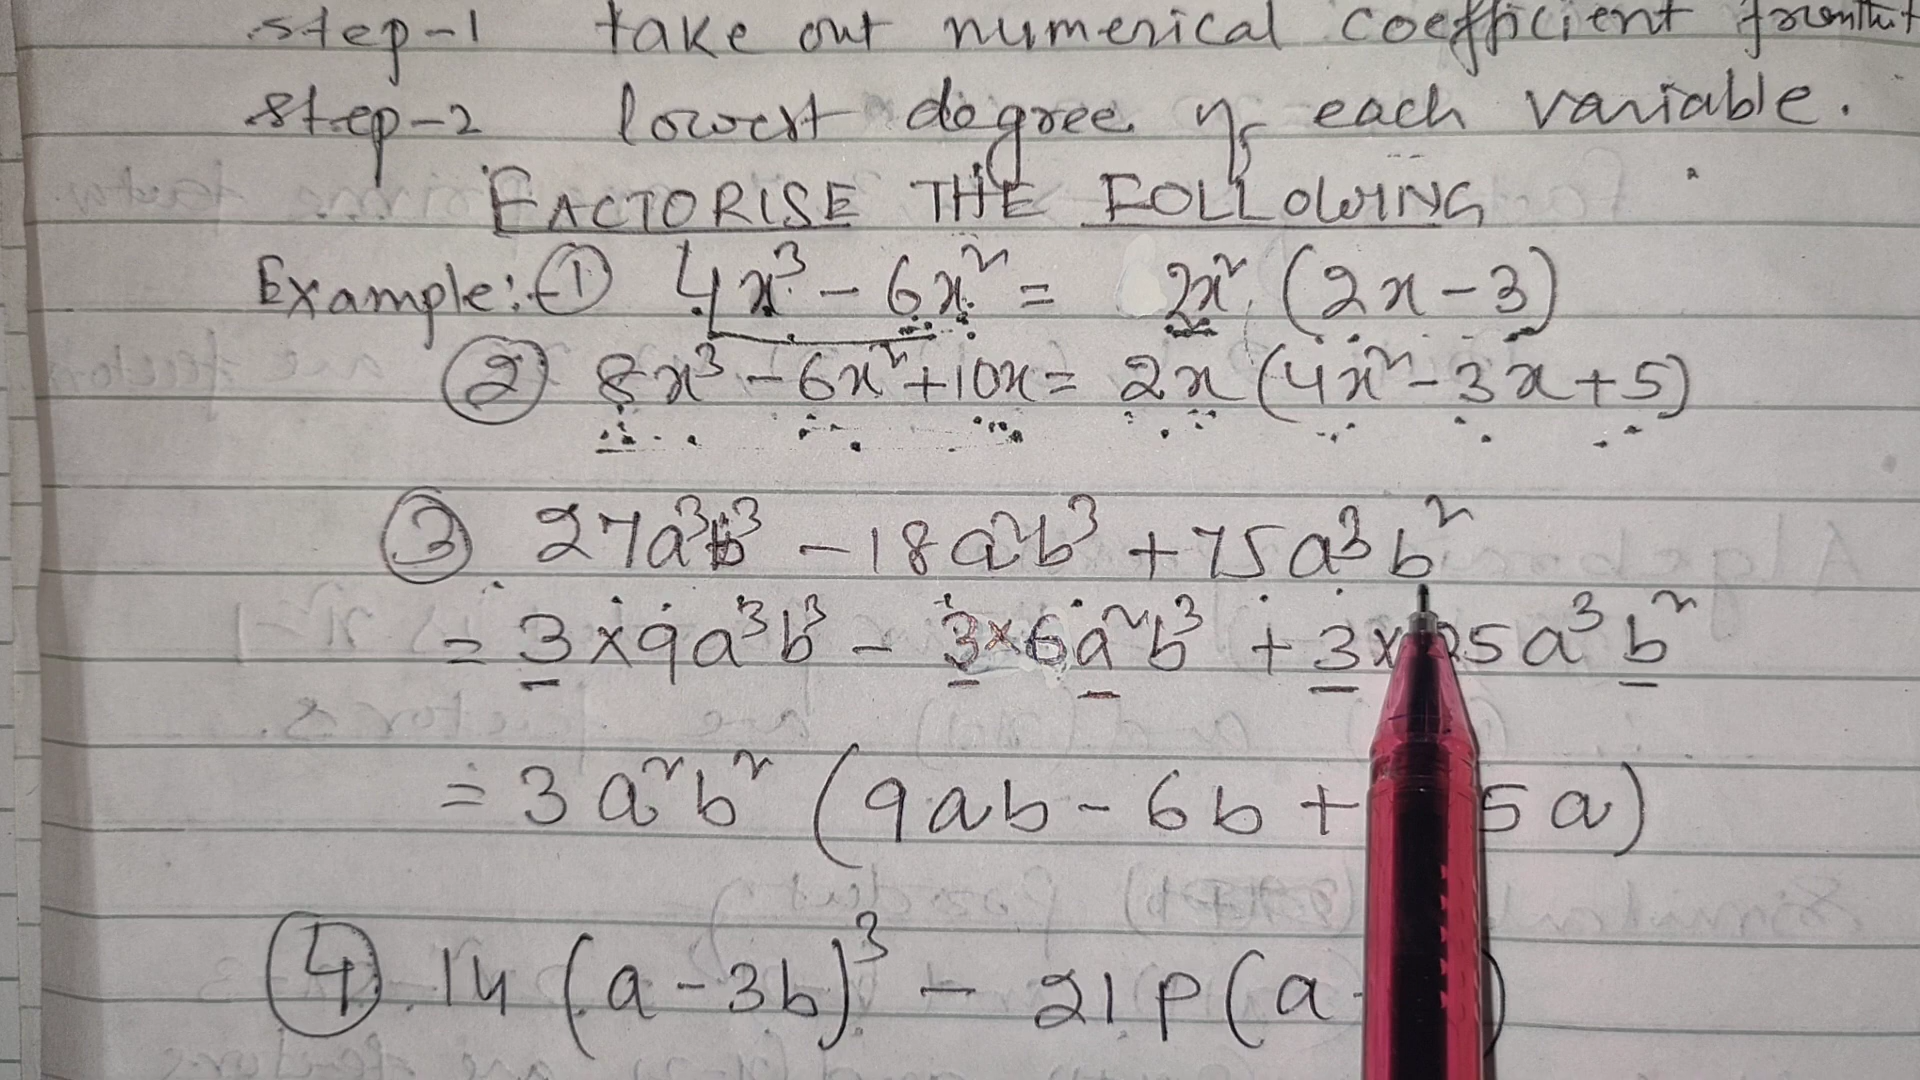 step-1 take out numerical coefficient
step-2 lowest degree of each variable.
FACTORISE THE FOLLOWING
Example:- ① 4x³ - 6x² = 2x² (2x - 3)
② 8x³ - 6x² + 10x = 2x (4x² - 3x + 5)
③ 27a³b³ - 18a²b³ + 75a³b²
= 3 × 9a³b³ - 3×6a²b³ + 3× 5a³b²
= 3a²b² (9ab - 6b + 5a)
④ 14 (a - 3b)³ - 21 p (a )